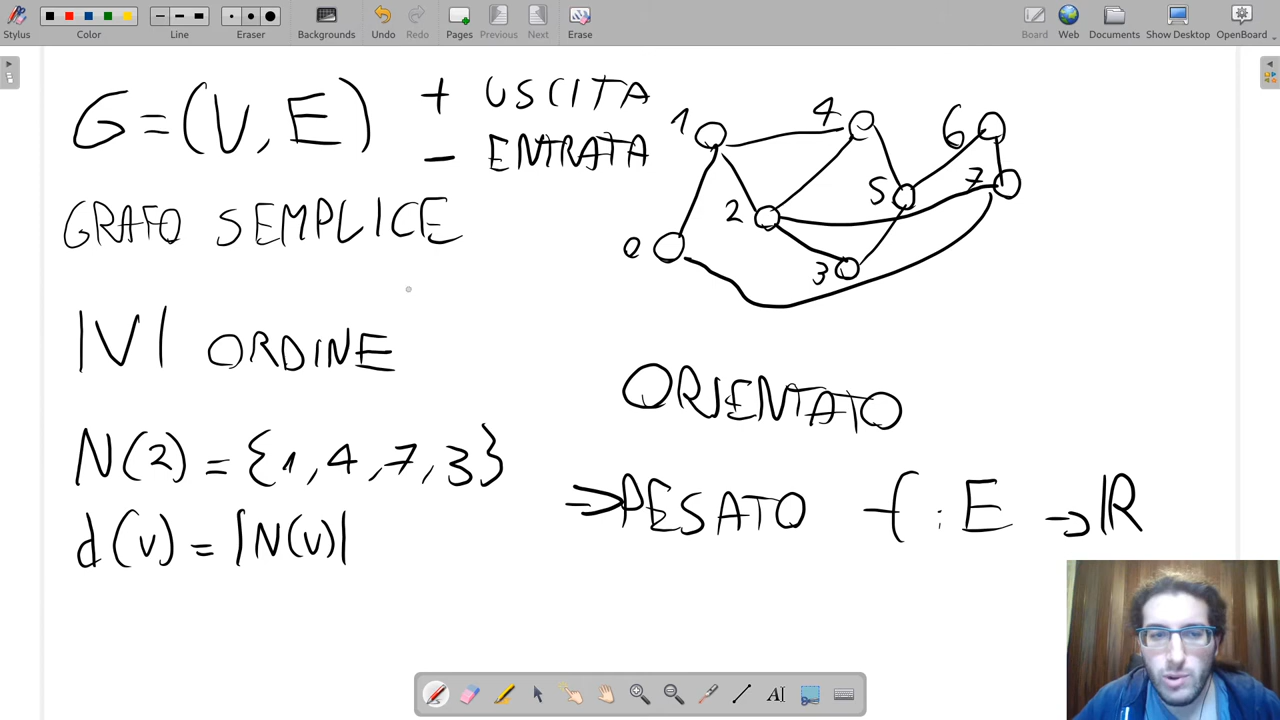 Stylus
Color
Line
Eraser
Backgrounds
Undo
Redo
Pages
Previous
Next
Erase
Board
Web
Documents
Show Desktop
OpenBoard
G=(V,E)
+ USCITA
- ENTRATA
GRAFO SEMPLICE
|V| ORDINE
N(2) = {1,4,7,3}
d(v) = |N(v)|
1
4
6
2
5
7
0
3
ORIENTATO
⇒PESATO f:E → ℝ
AI